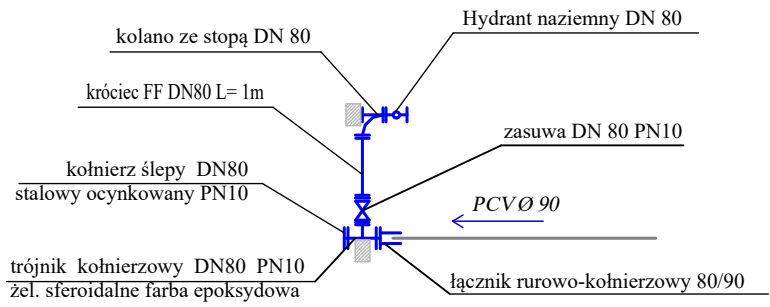 Hydrant naziemny DN 80
kolano ze stopą DN 80
króciec FF DN80 L= 1m
zasuwa DN 80 PN10
kołnierz ślepy DN80
stalowy ocynkowany PN10
PCV Ø 90
trójnik kołnierzowy DN80 PN10
żel. sferoidalne farba epoksydowa
łącznik rurowo-kołnierzowy 80/90